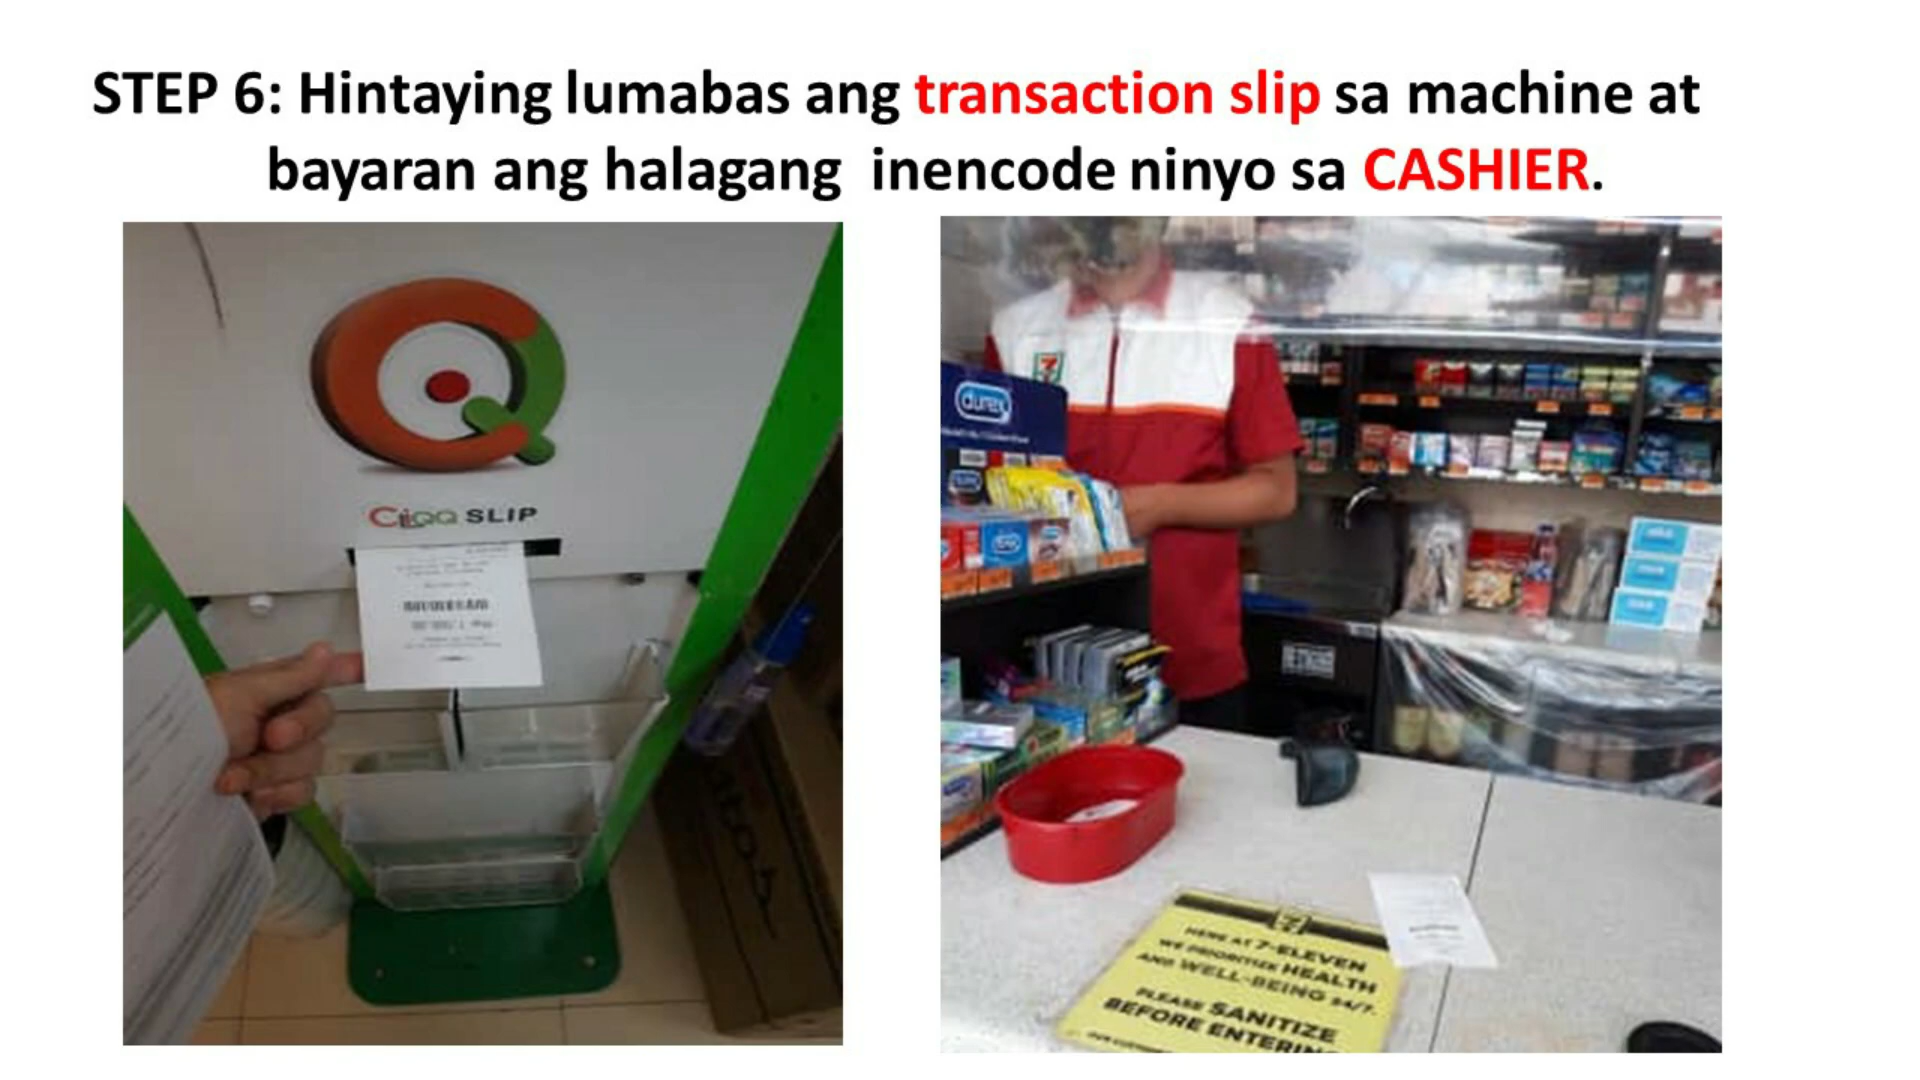 STEP 6: Hintaying lumabas ang transaction slip sa machine at
bayaran ang halagang inencode ninyo sa CASHIER.
CLiQQ SLIP
durex
HERE AT 7-ELEVEN
WE PRIORITIZE HEALTH
AND WELL-BEING 24/7.
PLEASE SANITIZE
BEFORE ENTERIN